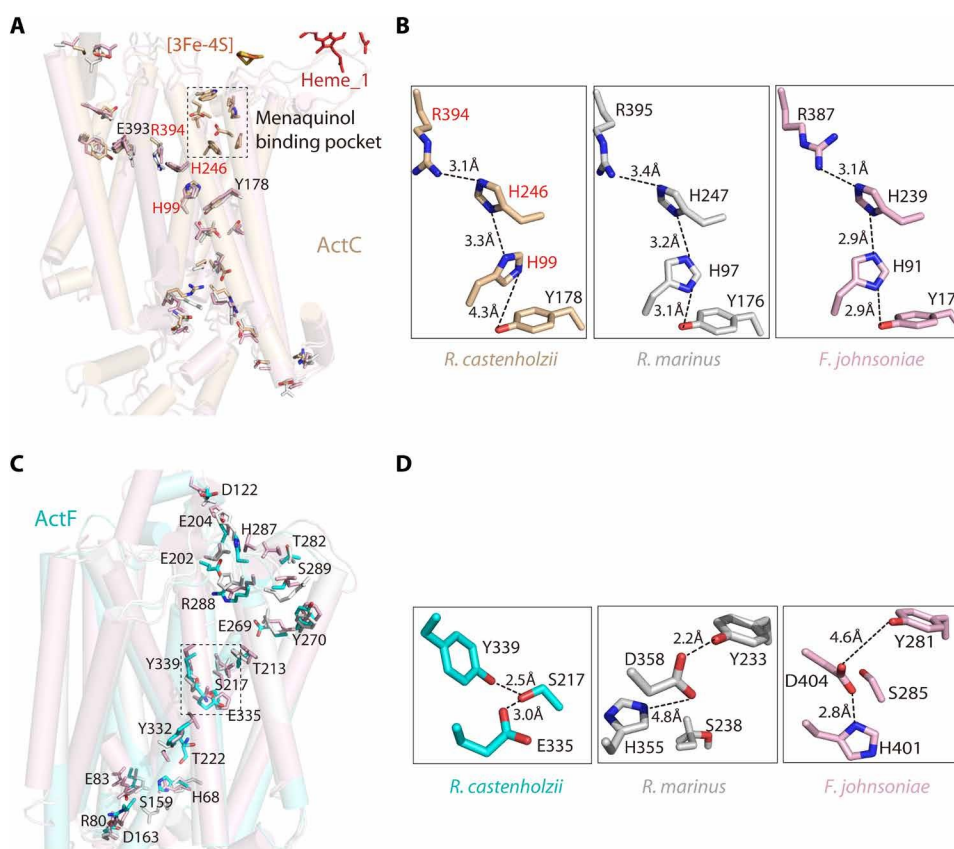 A
[3Fe-4S]
Heme_1
E393
R394
Menaquinol
binding pocket
H246
Y178
H99
ActC
B
R394
3.1Å
H246
3.3Å
H99
4.3Å
Y178
R. castenholzii
R395
3.4Å
H247
3.2Å
H97
3.1Å
Y176
R. marinus
R387
3.1Å
H239
2.9Å
H91
2.9Å
Y17
F. johnsoniae
C
ActF
D122
E204
H287
T282
E202
S289
R288
E269
Y270
Y339
T213
S217
E335
Y332
T222
E83
S159
H68
R80
D163
D
Y339
2.5Å
S217
3.0Å
E335
R. castenholzii
2.2Å
D358
Y233
4.8Å
S238
H355
R. marinus
4.6Å
Y281
D404
S285
2.8Å
H401
F. johnsoniae